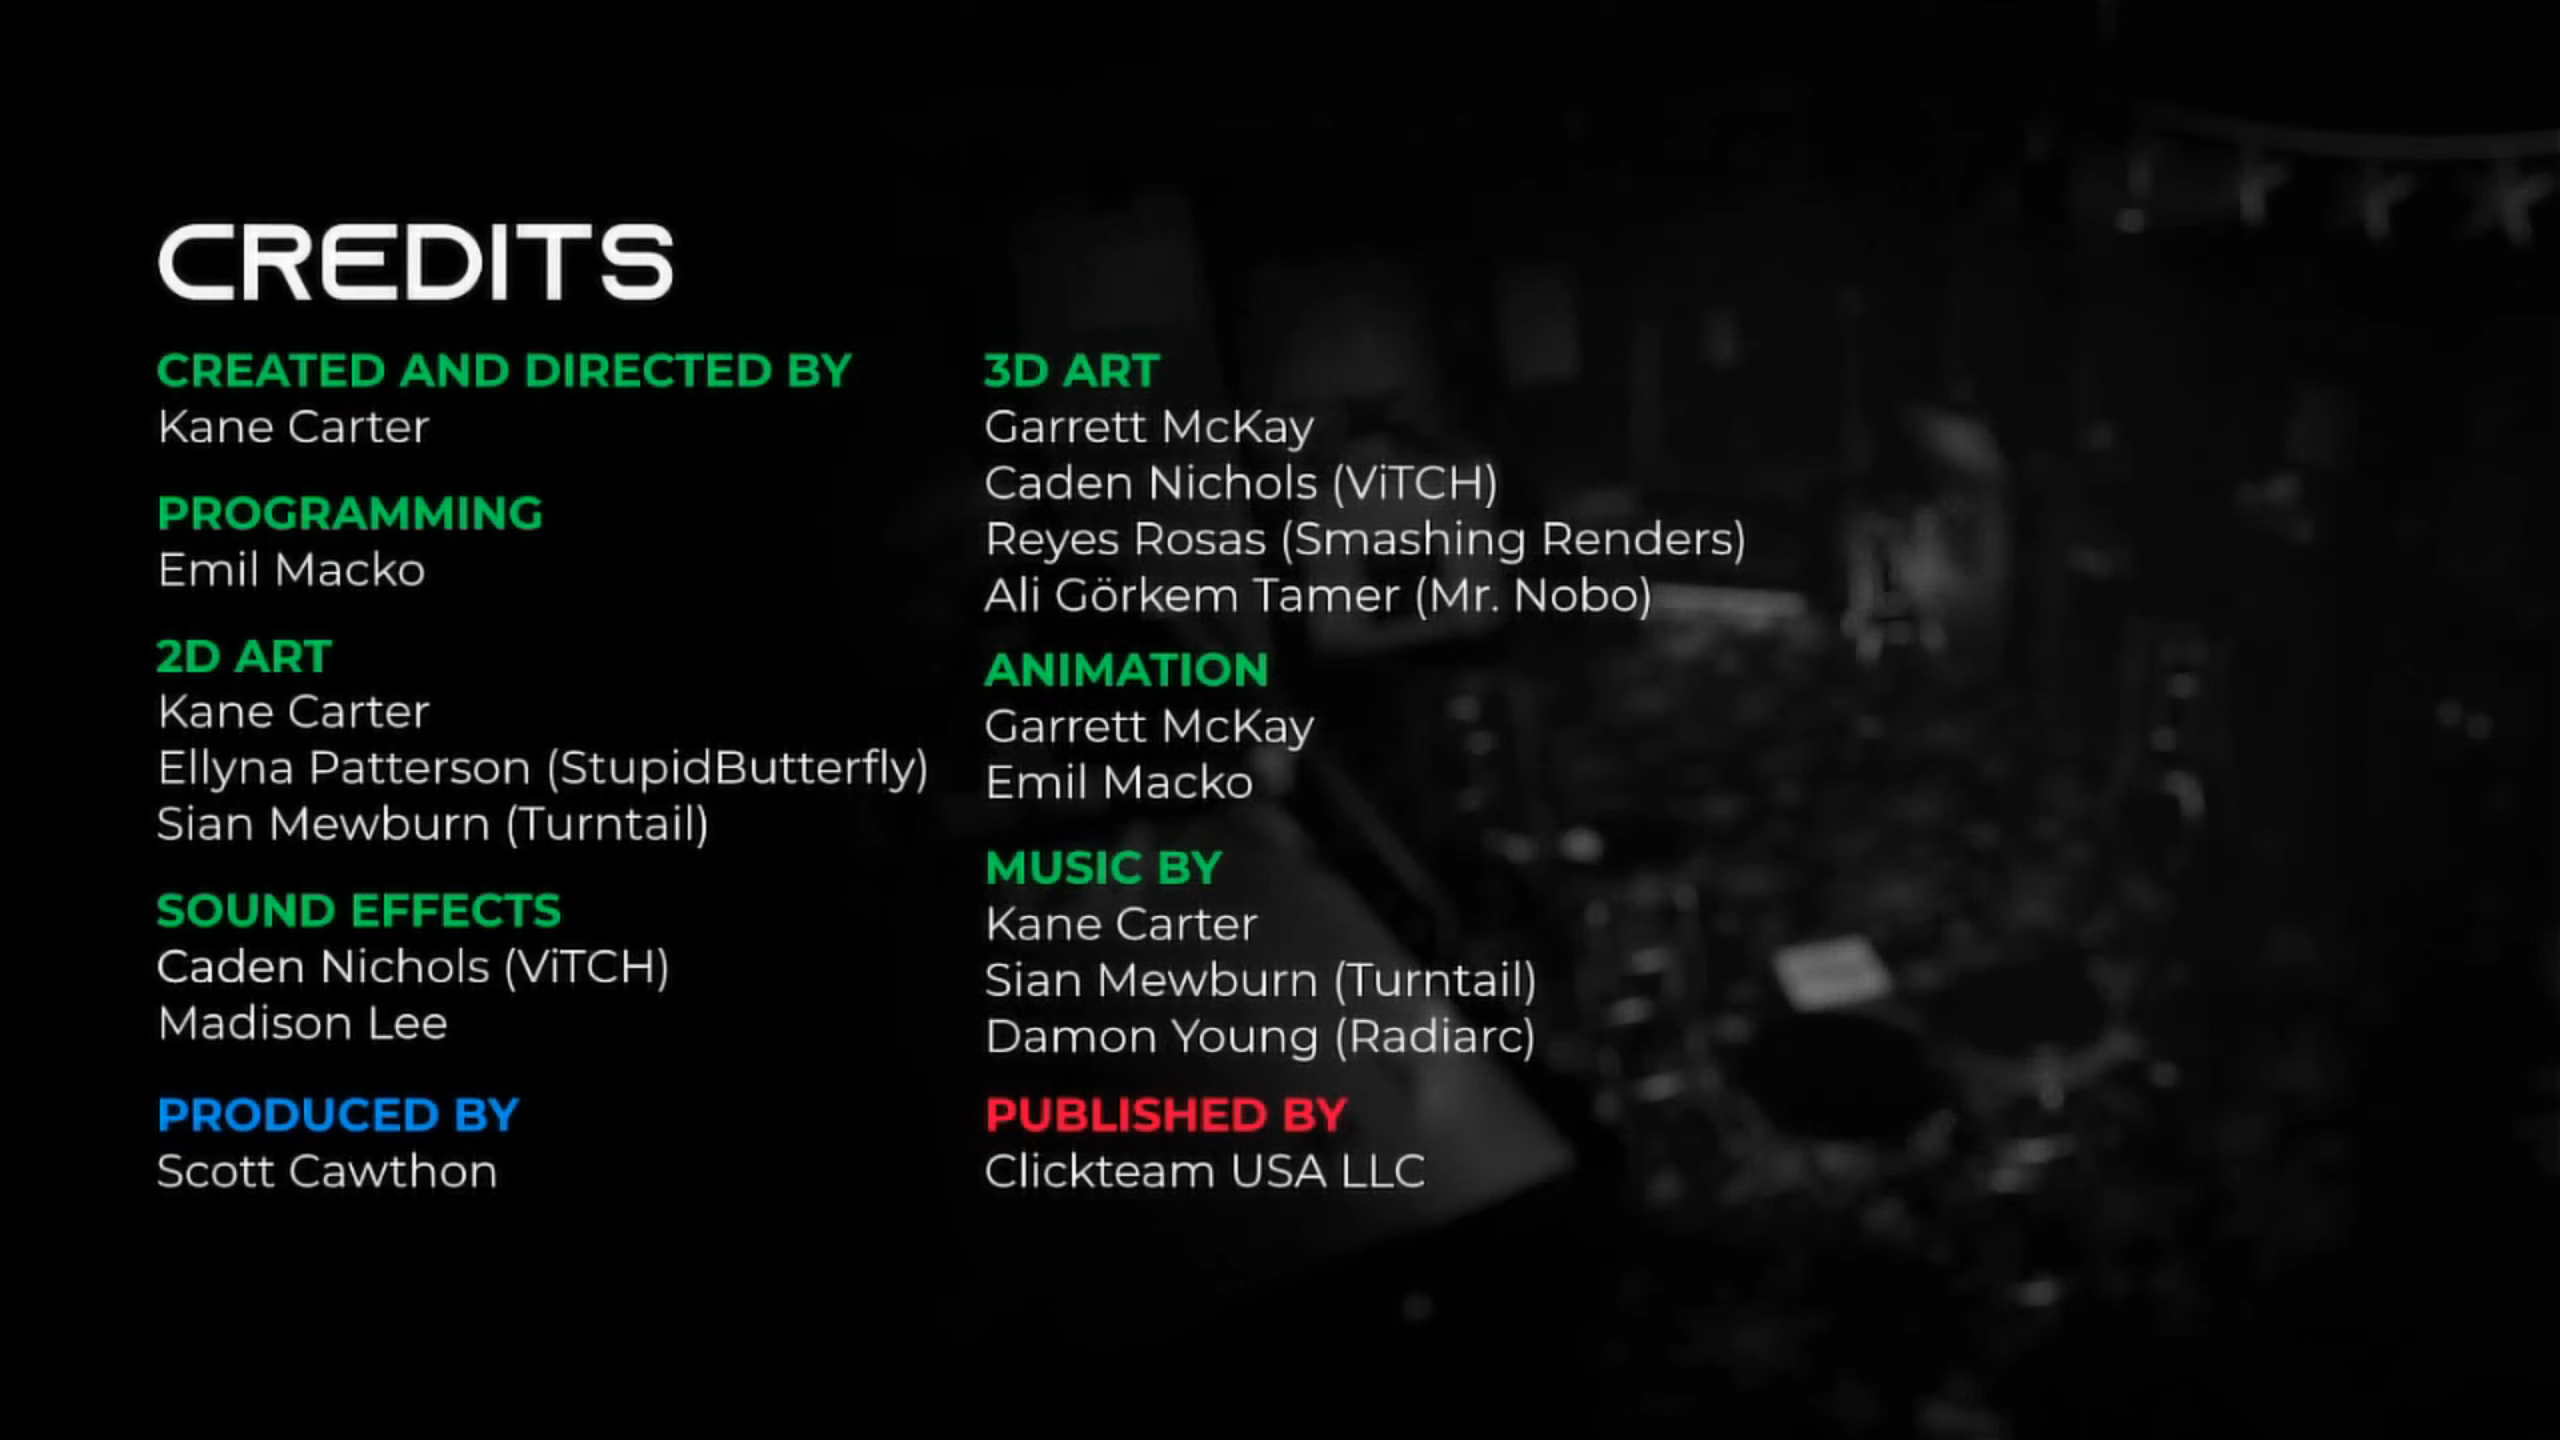 CREDITS
CREATED AND DIRECTED BY
Kane Carter
PROGRAMMING
Emil Macko
2D ART
Kane Carter
Ellyna Patterson (StupidButterfly)
Sian Mewburn (Turntail)
SOUND EFFECTS
Caden Nichols (ViTCH)
Madison Lee
PRODUCED BY
Scott Cawthon
3D ART
Garrett McKay
Caden Nichols (ViTCH)
Reyes Rosas (Smashing Renders)
Ali Görkem Tamer (Mr. Nobo)
ANIMATION
Garrett McKay
Emil Macko
MUSIC BY
Kane Carter
Sian Mewburn (Turntail)
Damon Young (Radiarc)
PUBLISHED BY
Clickteam USA LLC